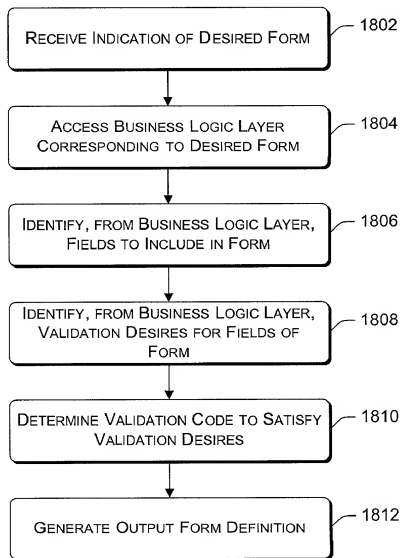 RECEIVE INDICATION OF DESIRED FORM
1802
ACCESS BUSINESS LOGIC LAYER
CORRESPONDING TO DESIRED FORM
1804
IDENTIFY, FROM BUSINESS LOGIC LAYER,
FIELDS TO INCLUDE IN FORM
1806
IDENTIFY, FROM BUSINESS LOGIC LAYER,
VALIDATION DESIRES FOR FIELDS OF
FORM
1808
DETERMINE VALIDATION CODE TO SATISFY
VALIDATION DESIRES
1810
GENERATE OUTPUT FORM DEFINITION
1812